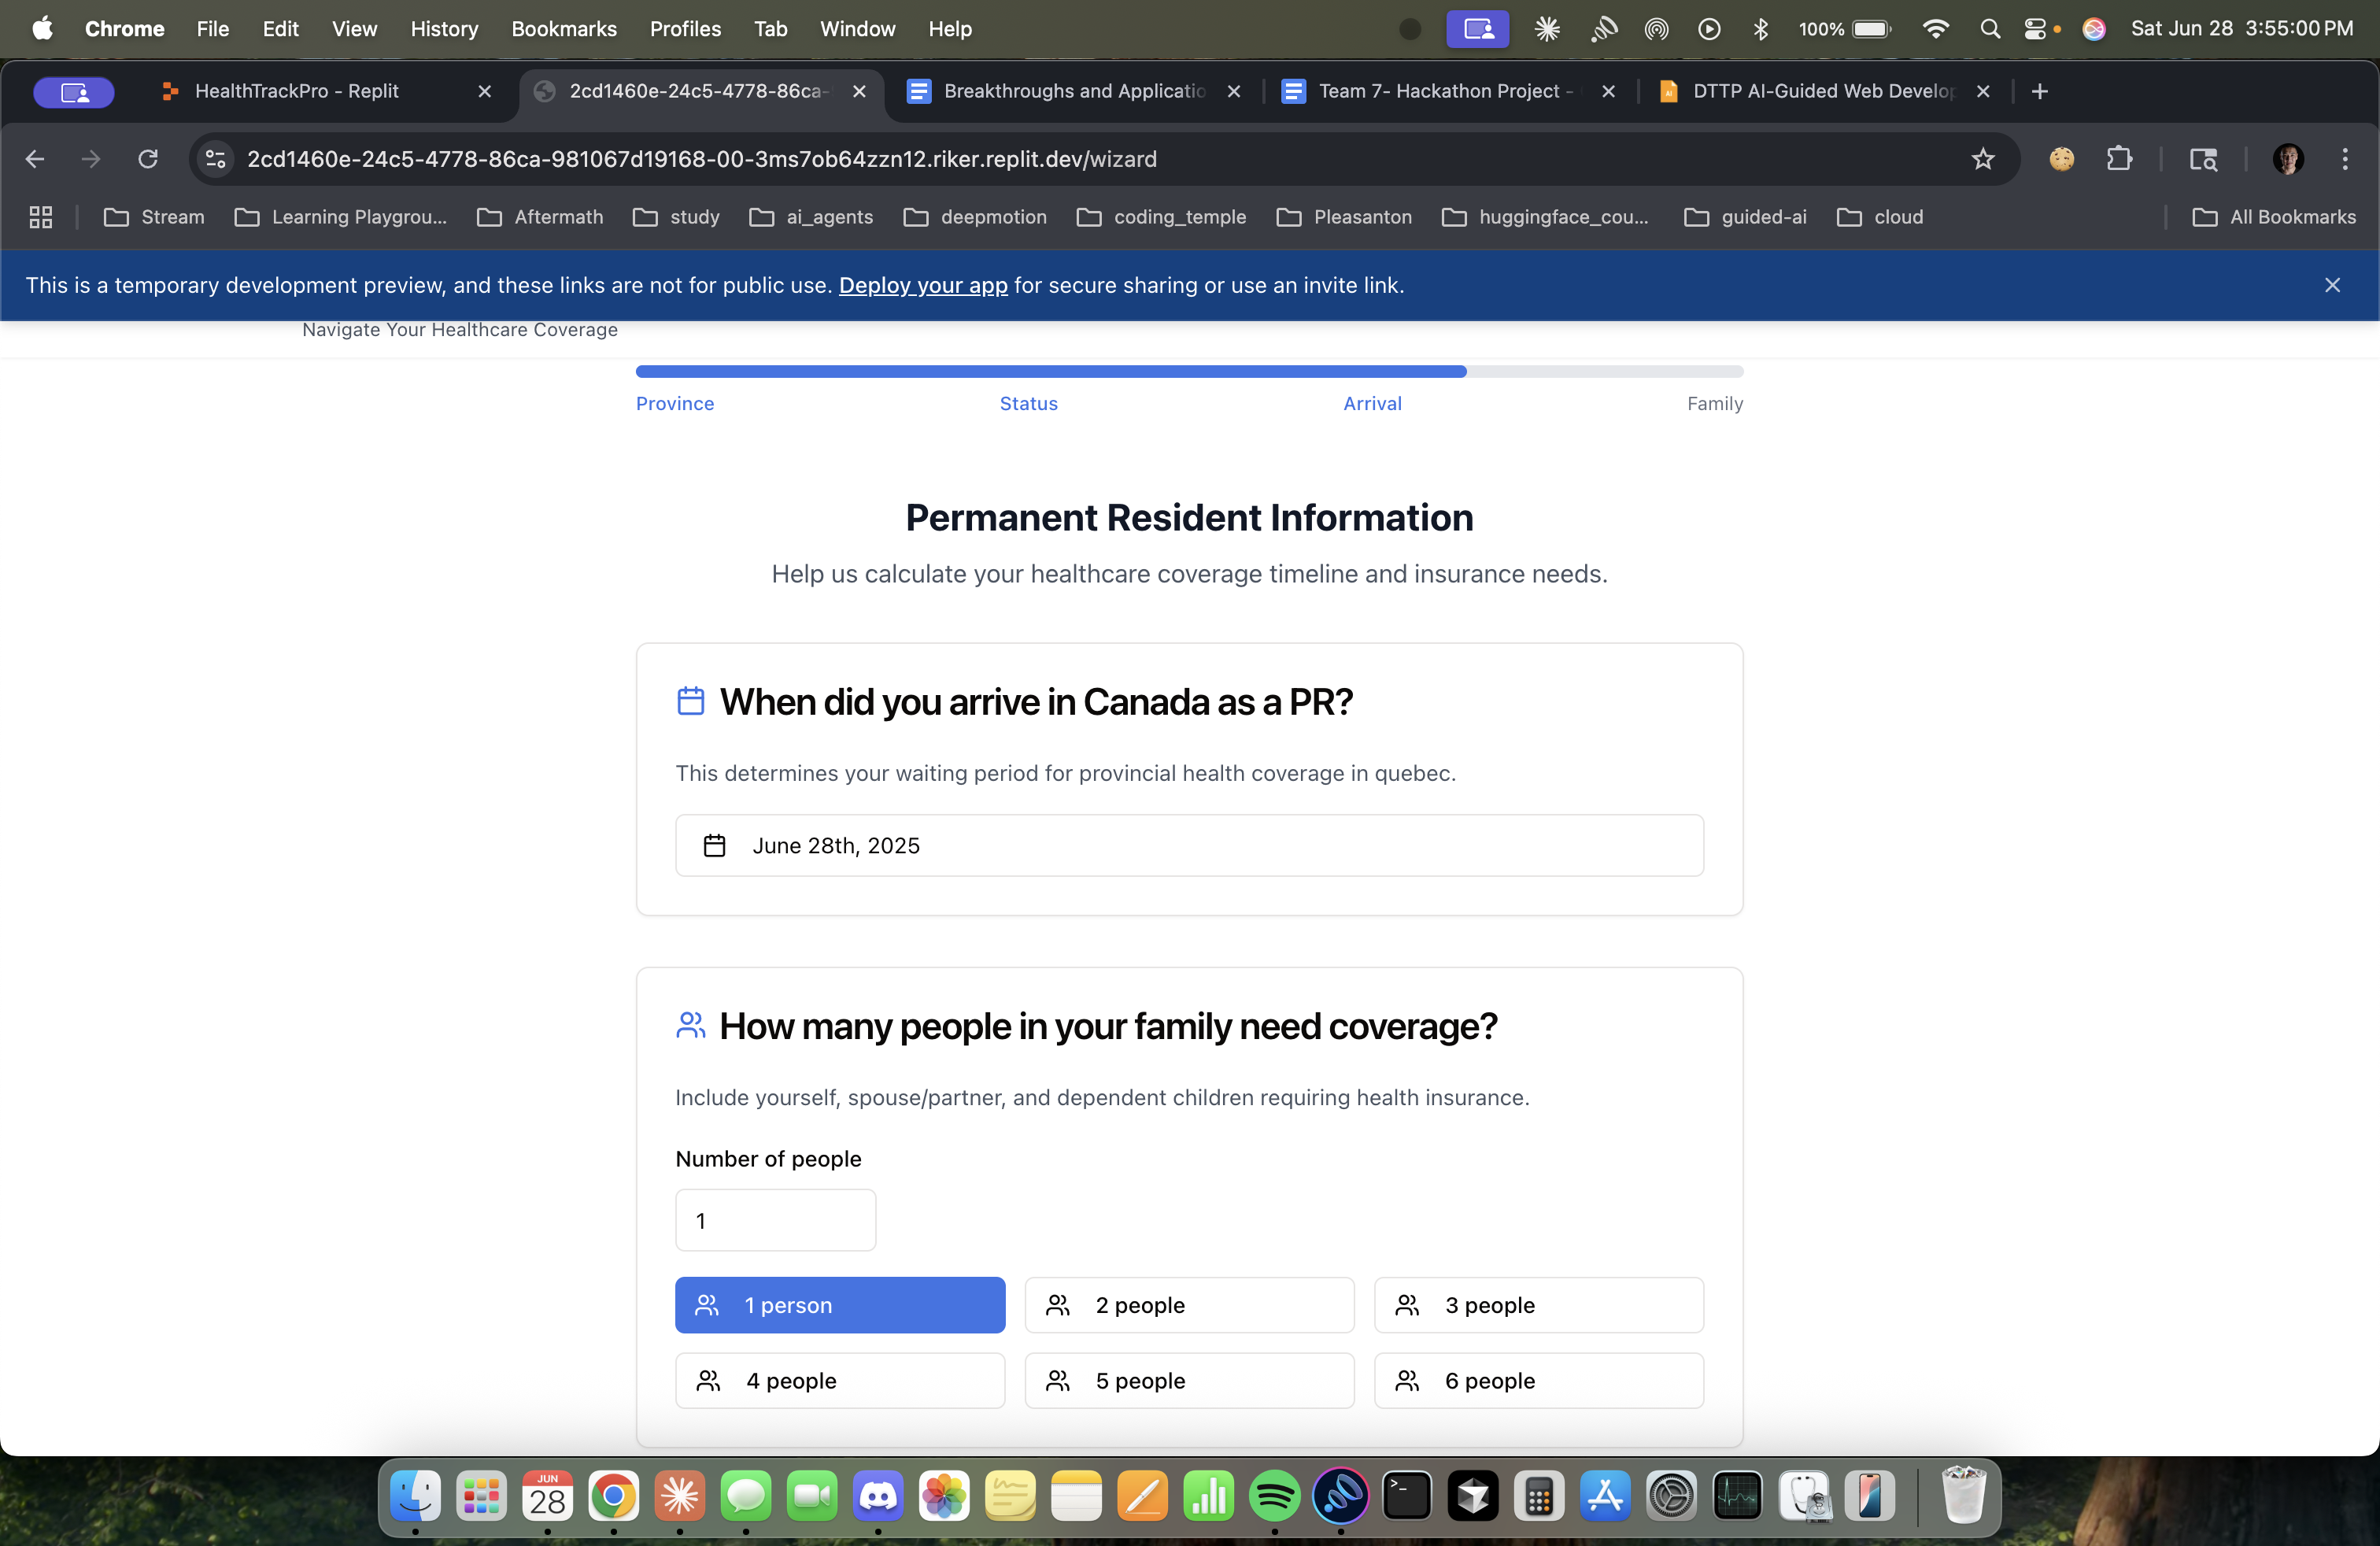 Chrome File Edit View History Bookmarks Profiles Tab Window Help 100% Sat Jun 28 3:55:00 PM
HealthTrackPro - Replit 2cd1460e-24c5-4778-86ca- Breakthroughs and Applicatio Team 7- Hackathon Project - DTTP AI-Guided Web Develop
2cd1460e-24c5-4778-86ca-981067d19168-00-3ms7ob64zzn12.riker.replit.dev/wizard
Stream Learning Playgrou... Aftermath study ai_agents deepmotion coding_temple Pleasanton huggingface_cou... guided-ai cloud All Bookmarks
This is a temporary development preview, and these links are not for public use. Deploy your app for secure sharing or use an invite link.
Navigate Your Healthcare Coverage
Province Status Arrival Family
Permanent Resident Information
Help us calculate your healthcare coverage timeline and insurance needs.
When did you arrive in Canada as a PR?
This determines your waiting period for provincial health coverage in quebec.
June 28th, 2025
How many people in your family need coverage?
Include yourself, spouse/partner, and dependent children requiring health insurance.
Number of people
1
1 person 2 people 3 people
4 people 5 people 6 people
JUN
28